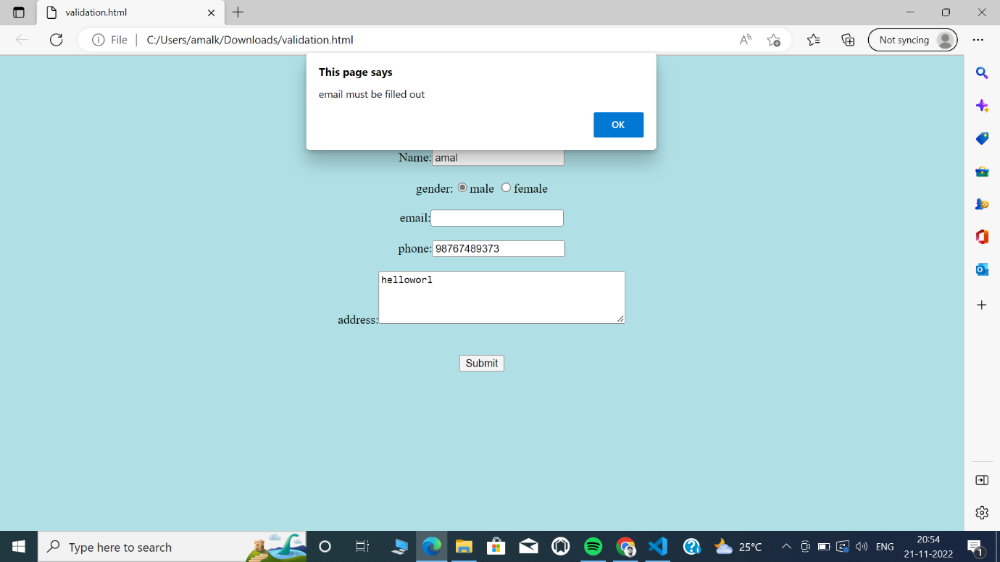 validation.html
File
C:/Users/amalk/Downloads/validation.html
Not syncing
This page says
email must be filled out
OK
Name: amal
gender: male female
email:
phone: 98767489373
helloworl
address:
Submit
Type here to search
25°C
ENG
20:54
21-11-2022
1